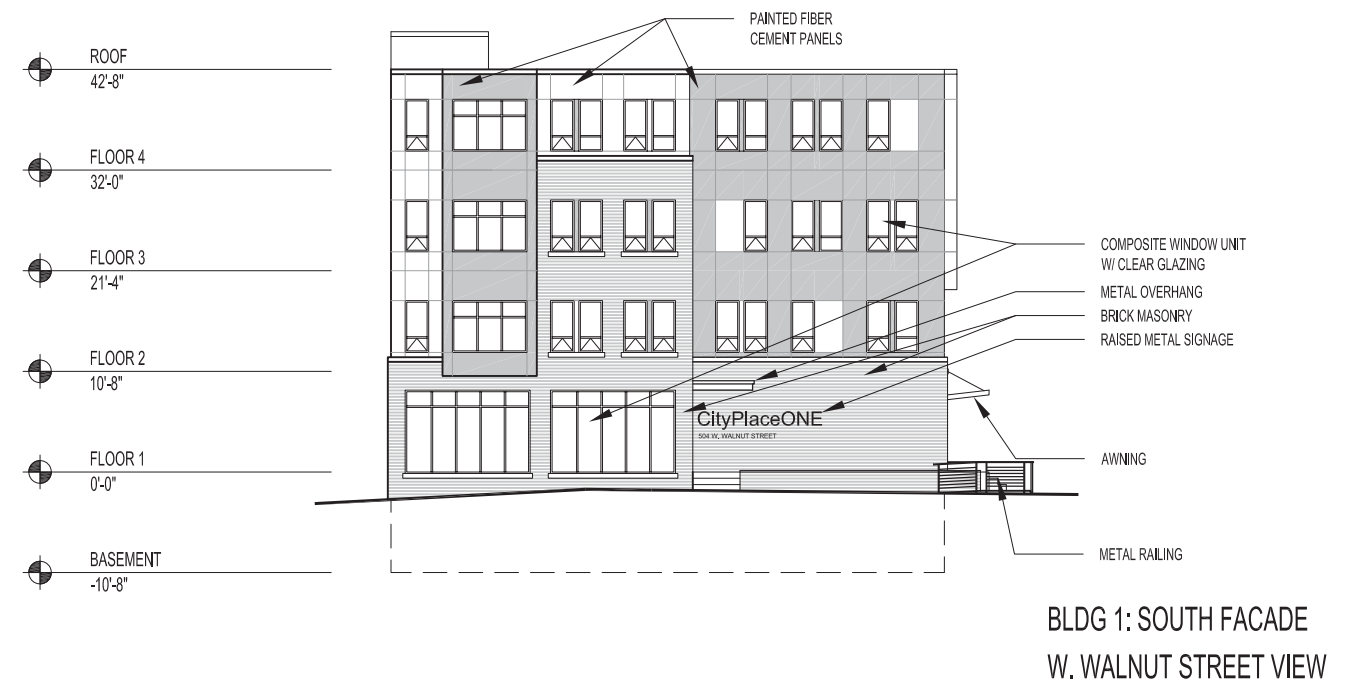 PAINTED FIBER
CEMENT PANELS
ROOF
42'-8"
FLOOR 4
32'-0"
FLOOR 3
21'-4"
FLOOR 2
10'-8"
FLOOR 1
0'-0"
BASEMENT
-10'-8"
COMPOSITE WINDOW UNIT
W/ CLEAR GLAZING
METAL OVERHANG
BRICK MASONRY
RAISED METAL SIGNAGE
CityPlaceONE
504 W. WALNUT STREET
AWNING
METAL RAILING
BLDG 1: SOUTH FACADE
W. WALNUT STREET VIEW